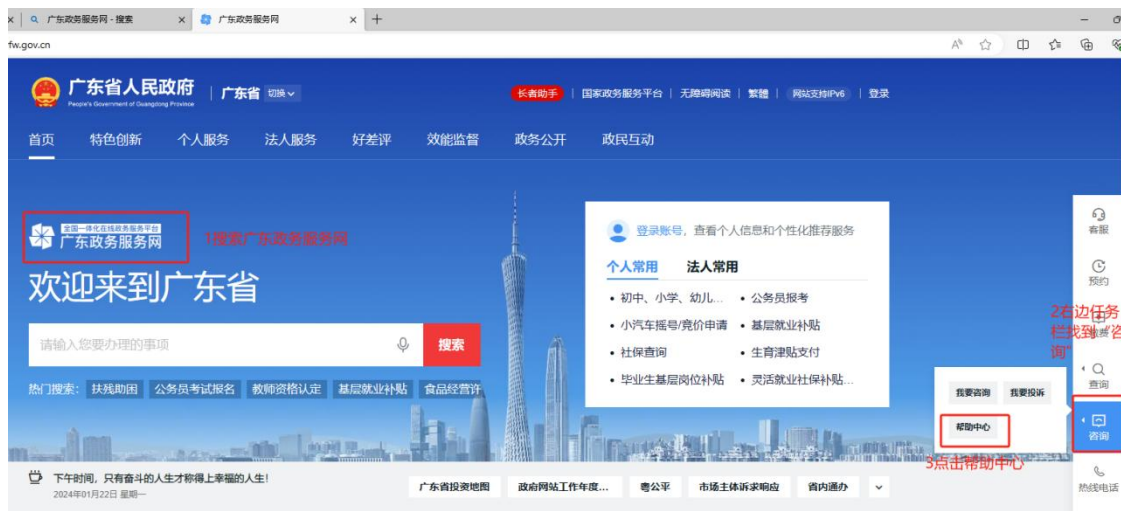 广东政务服务网 - 搜索
广东政务服务网
fw.gov.cn
广东省人民政府
People's Government of Guangdong Province
广东省 切换
长者助手 | 国家政务服务平台 | 无障碍阅读 | 繁體 | 网站支持IPv6 | 登录
首页 特色创新 个人服务 法人服务 好差评 效能监督 政务公开 政民互动
全国一体化在线政务服务平台
广东政务服务网
1搜索广东政务服务网
欢迎来到广东省
请输入您要办理的事项
搜索
热门搜索: 扶残助困 公务员考试报名 教师资格认定 基层就业补贴 食品经营许
登录账号，查看个人信息和个性化推荐服务
个人常用 法人常用
• 初中、小学、幼儿... • 公务员报考
• 小汽车摇号/竞价申请 • 基层就业补贴
• 社保查询 • 生育津贴支付
• 毕业生基层岗位补贴 • 灵活就业社保补贴...
客服
预约
2右边任务
栏找到“咨
询”
查询
我要咨询 我要投诉
帮助中心
咨询
3点击帮助中心
热线电话
下午时间，只有奋斗的人生才称得上幸福的人生！
2024年01月22日 星期一
广东省投资地图 政府网站工作年度... 粤公平 市场主体诉求响应 省内通办